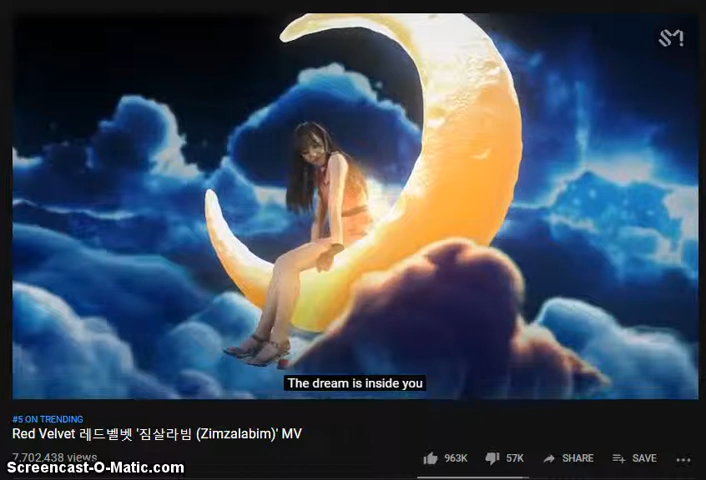 SM!
The dream is inside you
#5 ON TRENDING
Red Velvet 레드벨벳 '짐살라빔 (Zimzalabim)' MV
7,702,438 views
963K
57K
SHARE
SAVE
Screencast-O-Matic.com